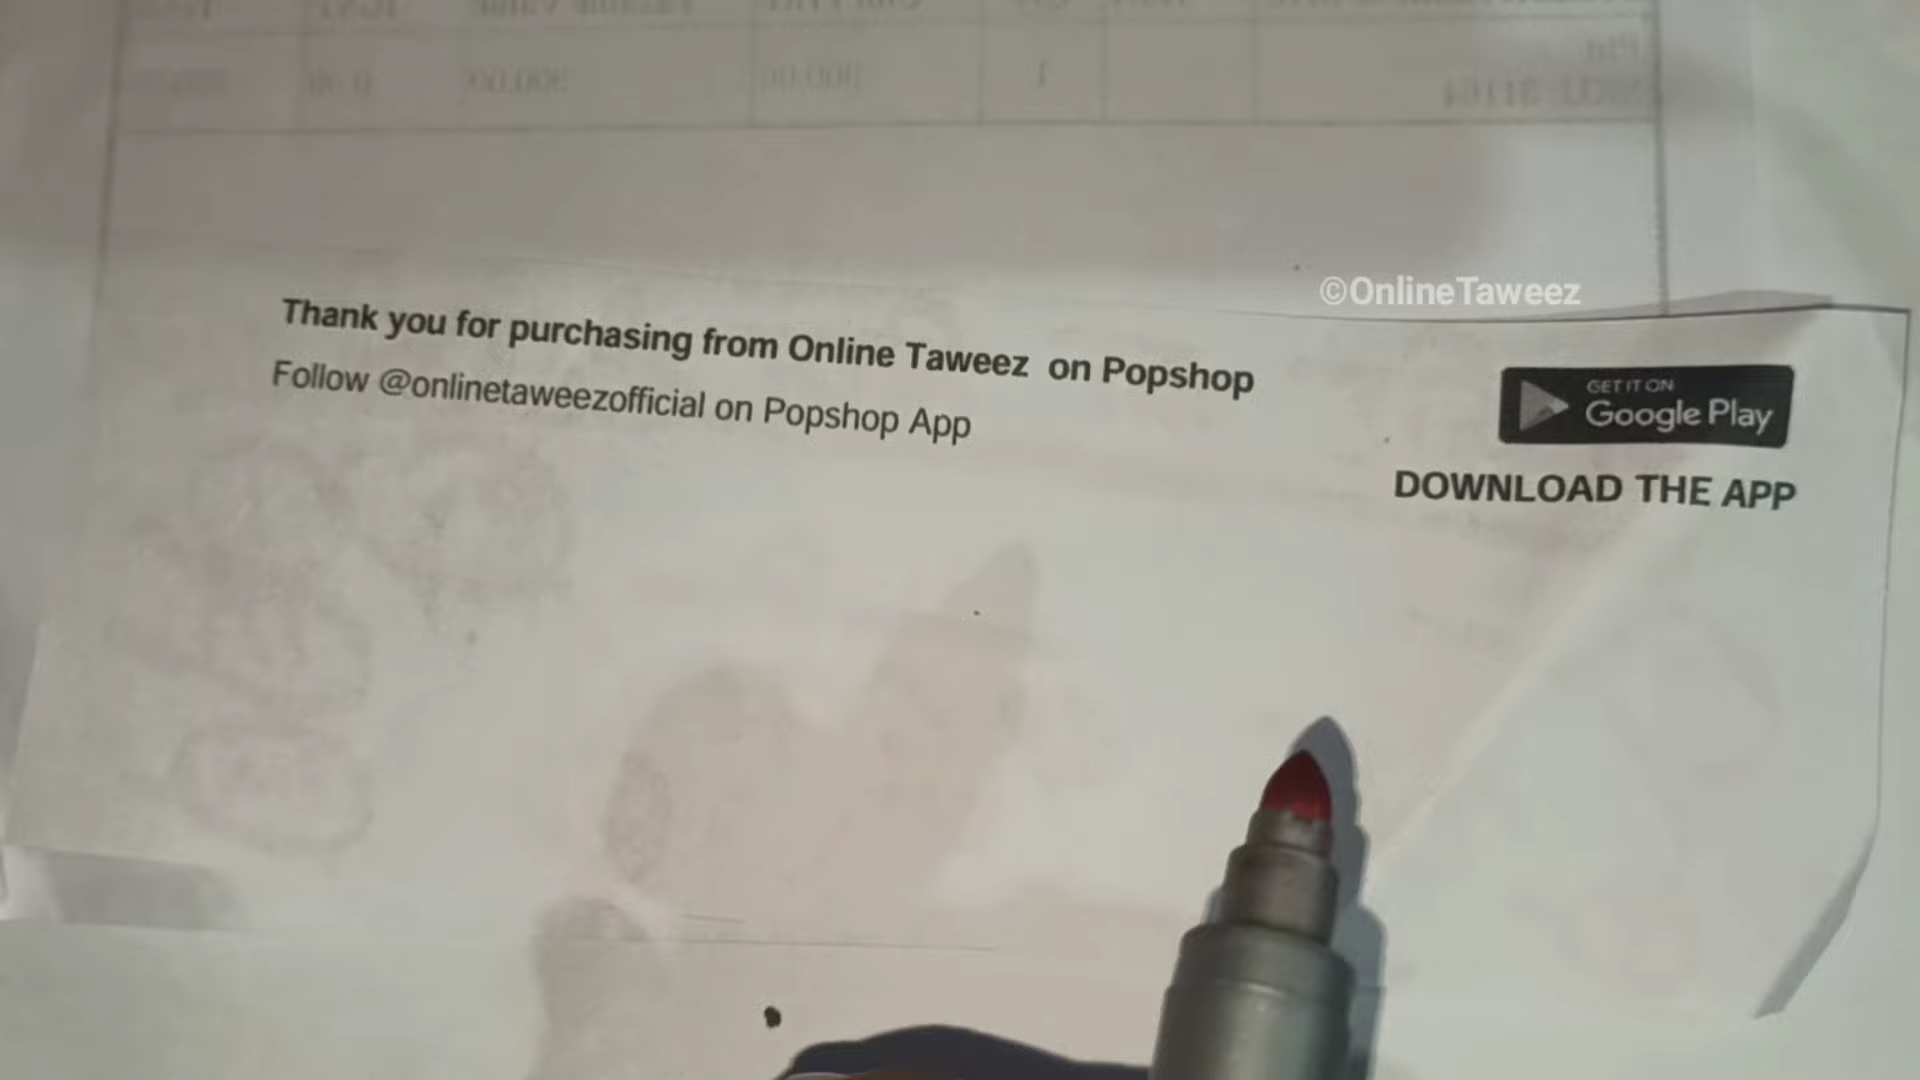 ©OnlineTaweez
Thank you for purchasing from Online Taweez on Popshop
Follow @onlinetaweezofficial on Popshop App
GET IT ON
Google Play
DOWNLOAD THE APP